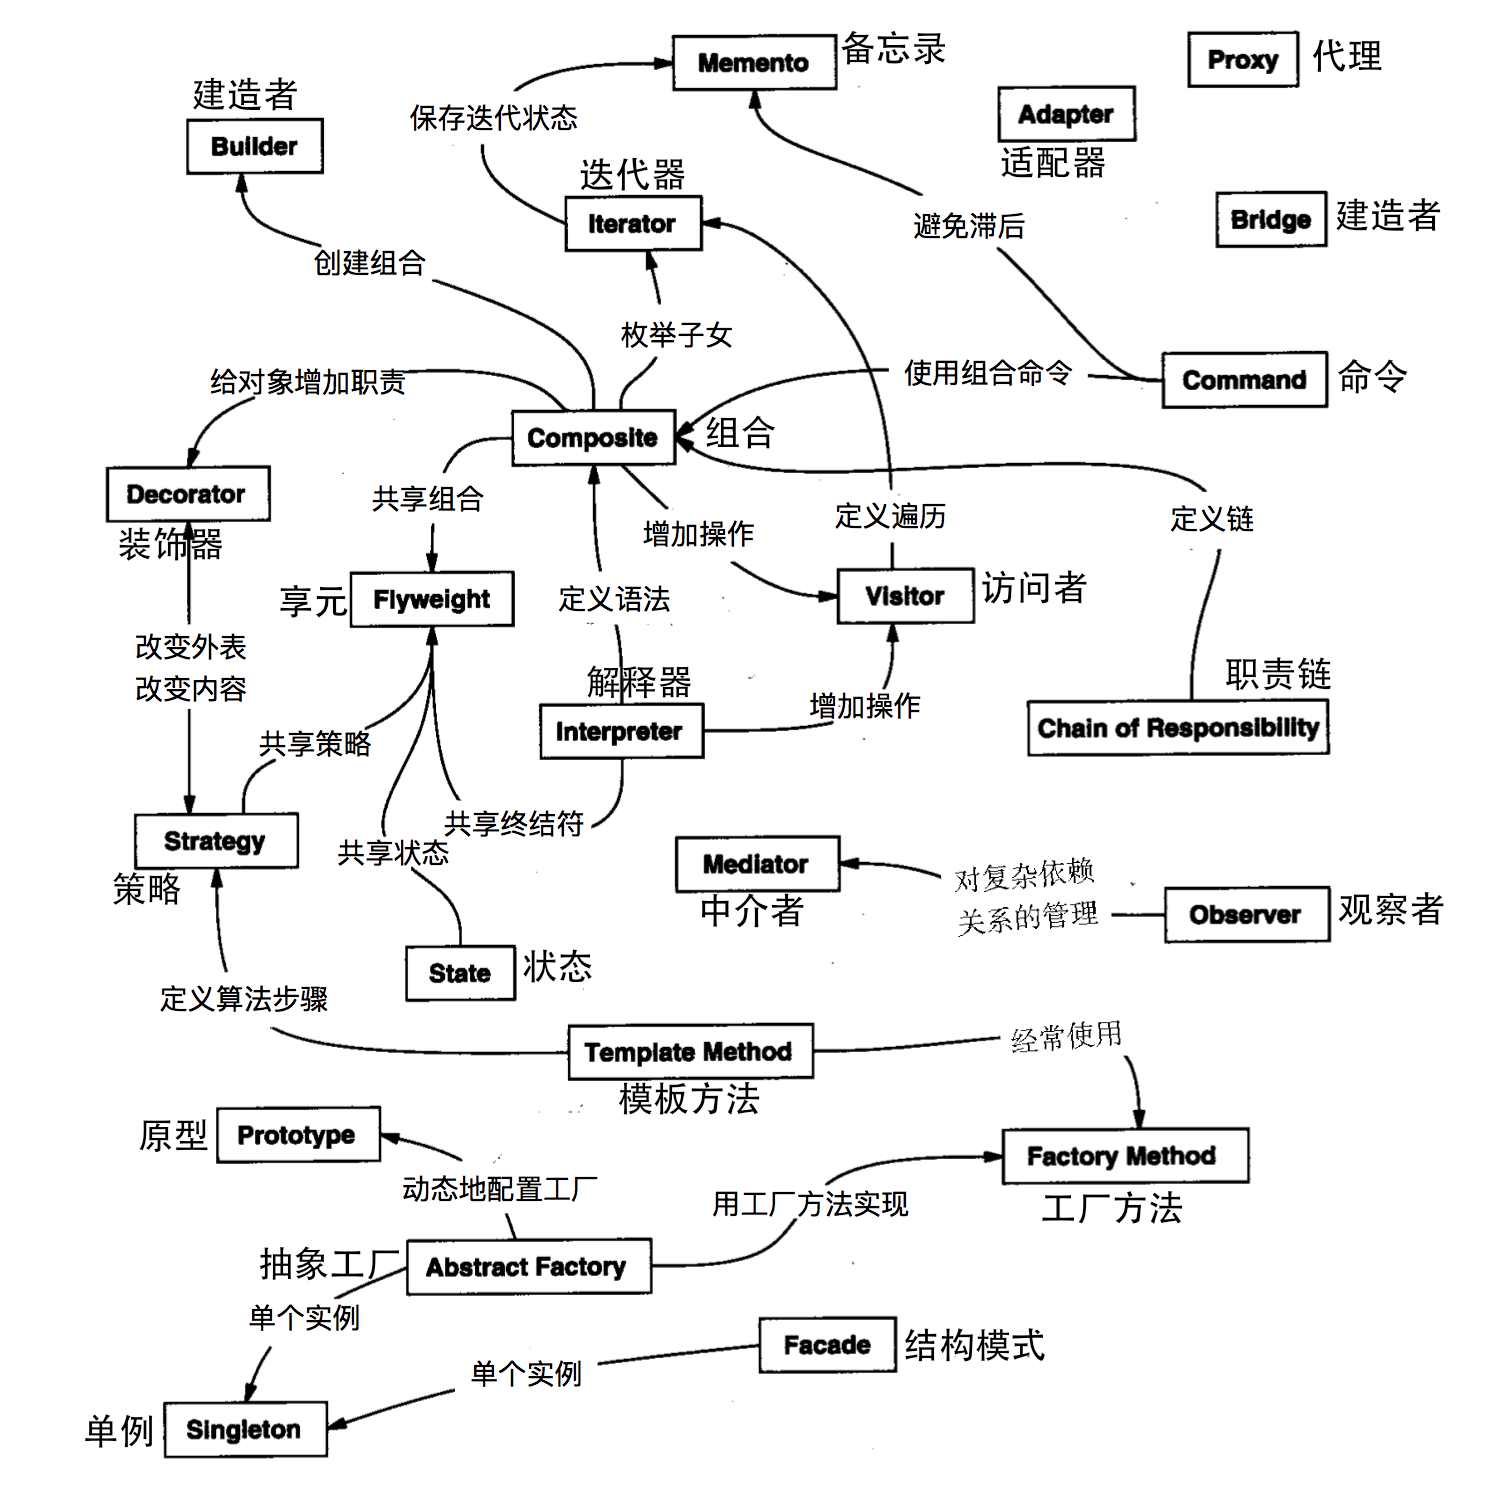 备忘录
Memento
Proxy 代理
建造者
Builder
保存迭代状态
Adapter
适配器
迭代器
Iterator
避免滞后
Bridge 建造者
创建组合
枚举子女
给对象增加职责
使用组合命令
Command 命令
Composite 组合
Decorator
装饰器
共享组合
增加操作
定义遍历
定义链
享元 Flyweight
定义语法
Visitor 访问者
改变外表
改变内容
解释器
Interpreter
增加操作
职责链
Chain of Responsibility
共享策略
共享终结符
Strategy
策略
共享状态
Mediator
中介者
对复杂依赖
关系的管理
Observer 观察者
State 状态
定义算法步骤
Template Method
模板方法
经常使用
原型 Prototype
Factory Method
工厂方法
动态地配置工厂
用工厂方法实现
抽象工厂 Abstract Factory
单个实例
Facade 结构模式
单个实例
单例 Singleton